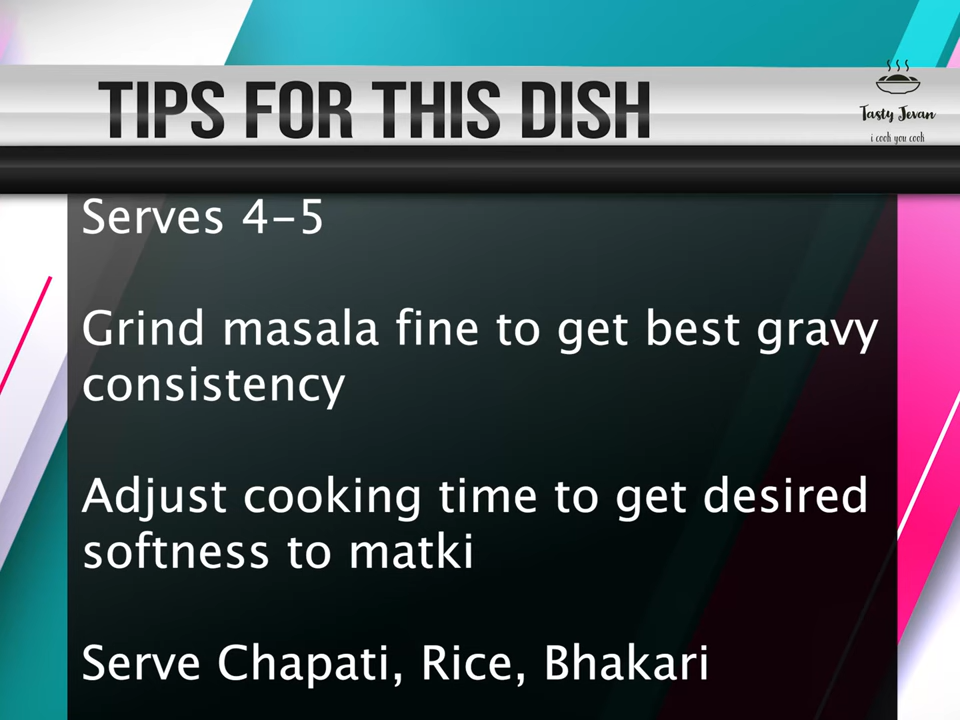 TIPS FOR THIS DISH
Tasty Jevan
i cook you cook
Serves 4-5
Grind masala fine to get best gravy
consistency
Adjust cooking time to get desired
softness to matki
Serve Chapati, Rice, Bhakari